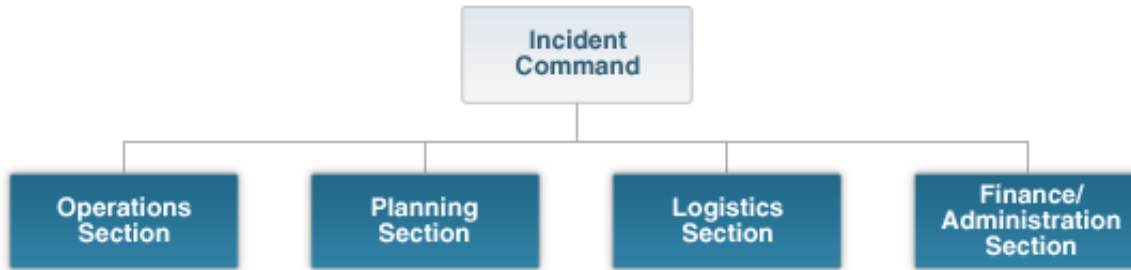 Incident
Command
Operations
Section
Planning
Section
Logistics
Section
Finance/
Administration
Section